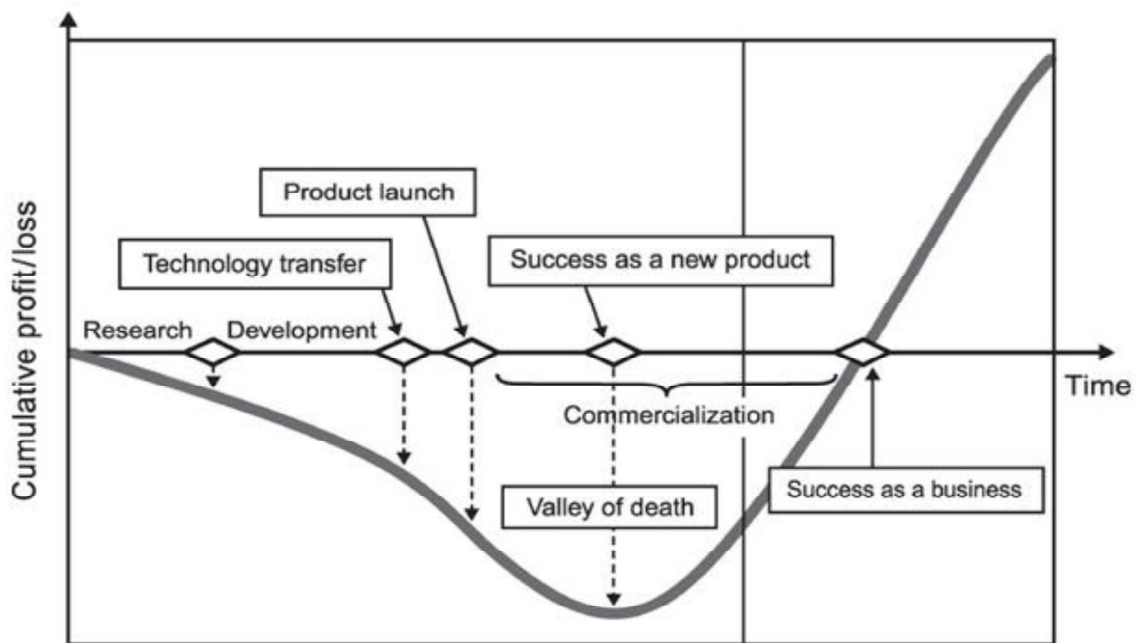 Product launch
Technology transfer
Success as a new product
Research
Development
Time
Commercialization
Cumulative profit/loss
Valley of death
Success as a business